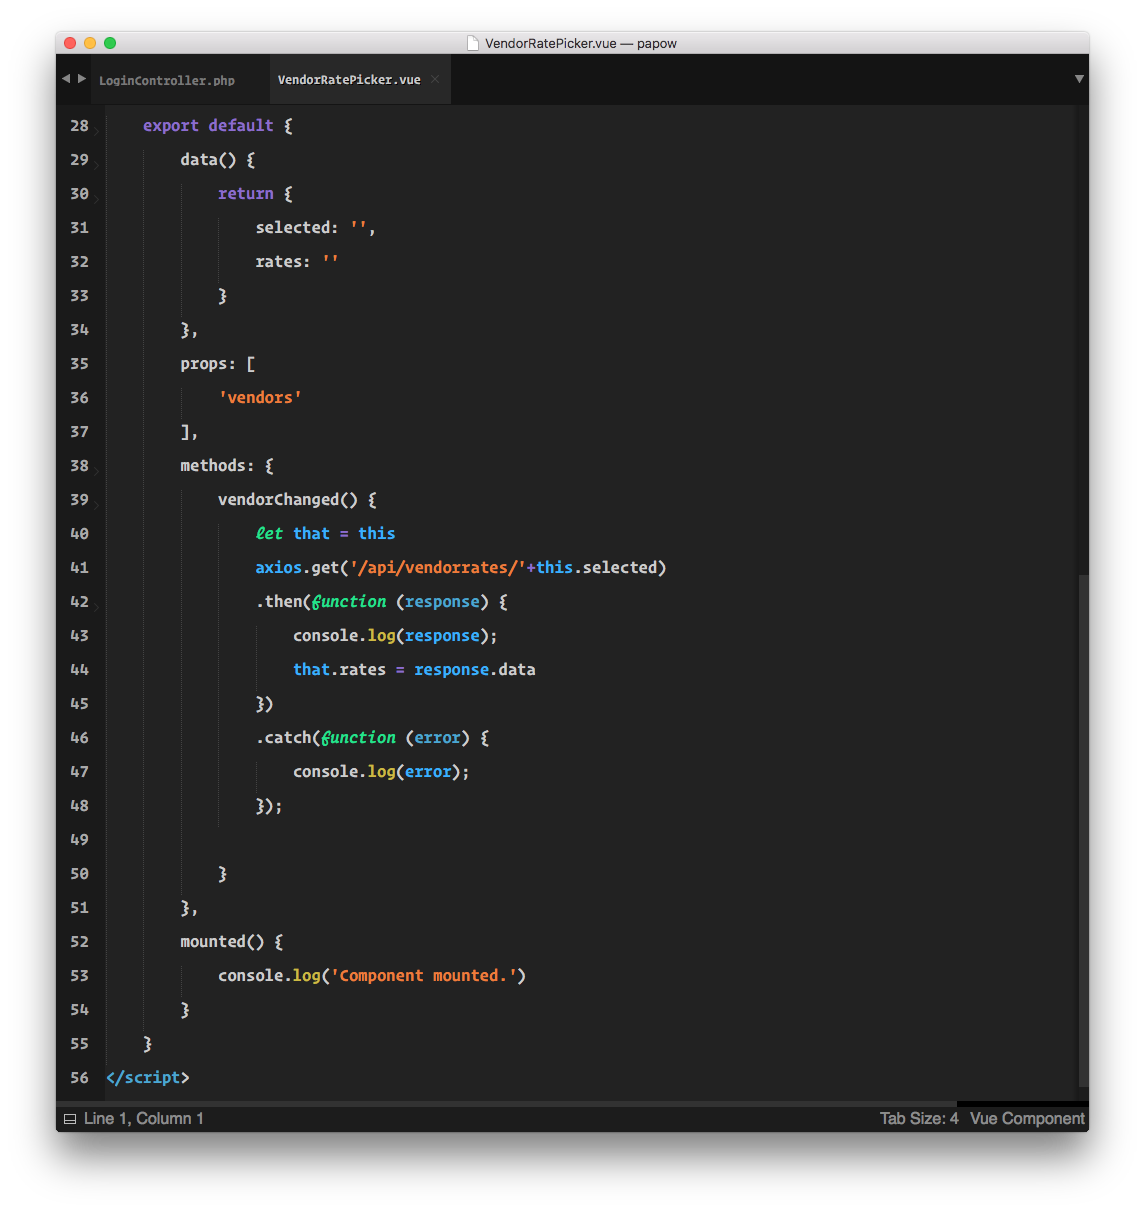 VendorRatePicker.vue — papow
LoginController.php VendorRatePicker.vue ×
28 export default {
29 data() {
30 return {
31 selected: '',
32 rates: ''
33 }
34 },
35 props: [
36 'vendors'
37 ],
38 methods: {
39 vendorChanged() {
40 let that = this
41 axios.get('/api/vendorrates/'+this.selected)
42 .then(function (response) {
43 console.log(response);
44 that.rates = response.data
45 })
46 .catch(function (error) {
47 console.log(error);
48 });
49
50 }
51 },
52 mounted() {
53 console.log('Component mounted.')
54 }
55 }
56 </script>
Line 1, Column 1 Tab Size: 4 Vue Component